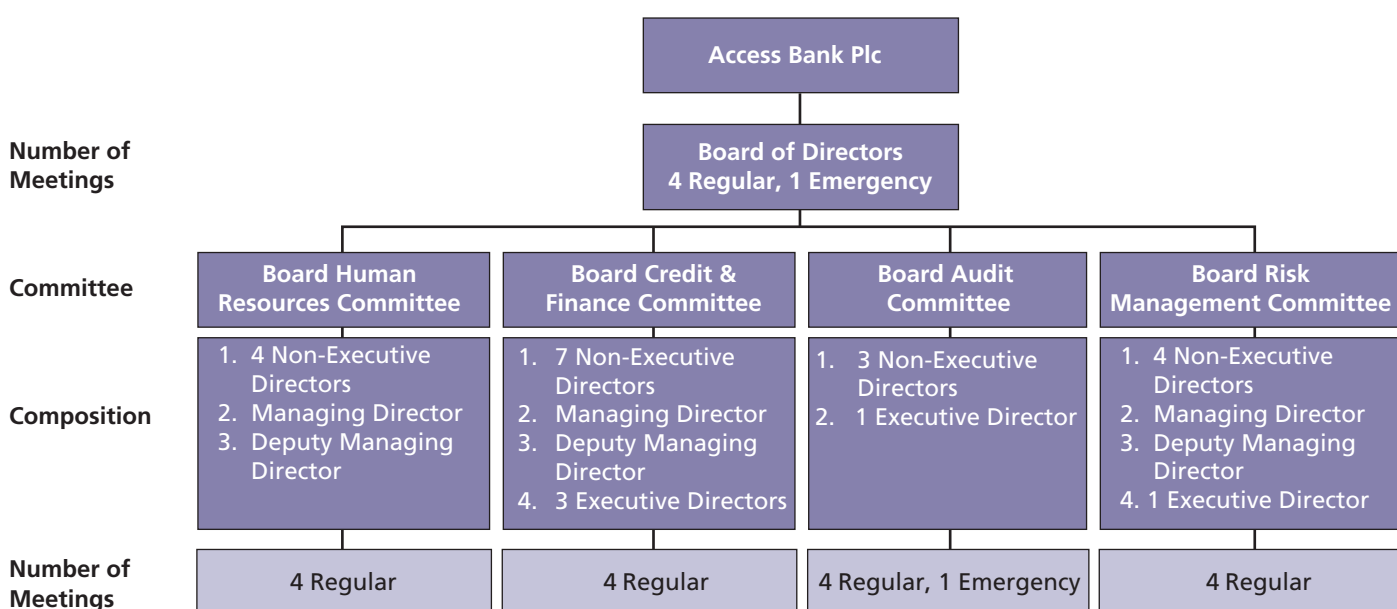 Access Bank Plc
Number of
Meetings
Board of Directors
4 Regular, 1 Emergency
Committee
Board Human
Resources Committee
Board Credit &
Finance Committee
Board Audit
Committee
Board Risk
Management Committee
Composition
1. 4 Non-Executive
Directors
2. Managing Director
3. Deputy Managing
Director
1. 7 Non-Executive
Directors
2. Managing Director
3. Deputy Managing
Director
4. 3 Executive Directors
1. 3 Non-Executive
Directors
2. 1 Executive Director
1. 4 Non-Executive
Directors
2. Managing Director
3. Deputy Managing
Director
4. 1 Executive Director
Number of
Meetings
4 Regular
4 Regular
4 Regular, 1 Emergency
4 Regular